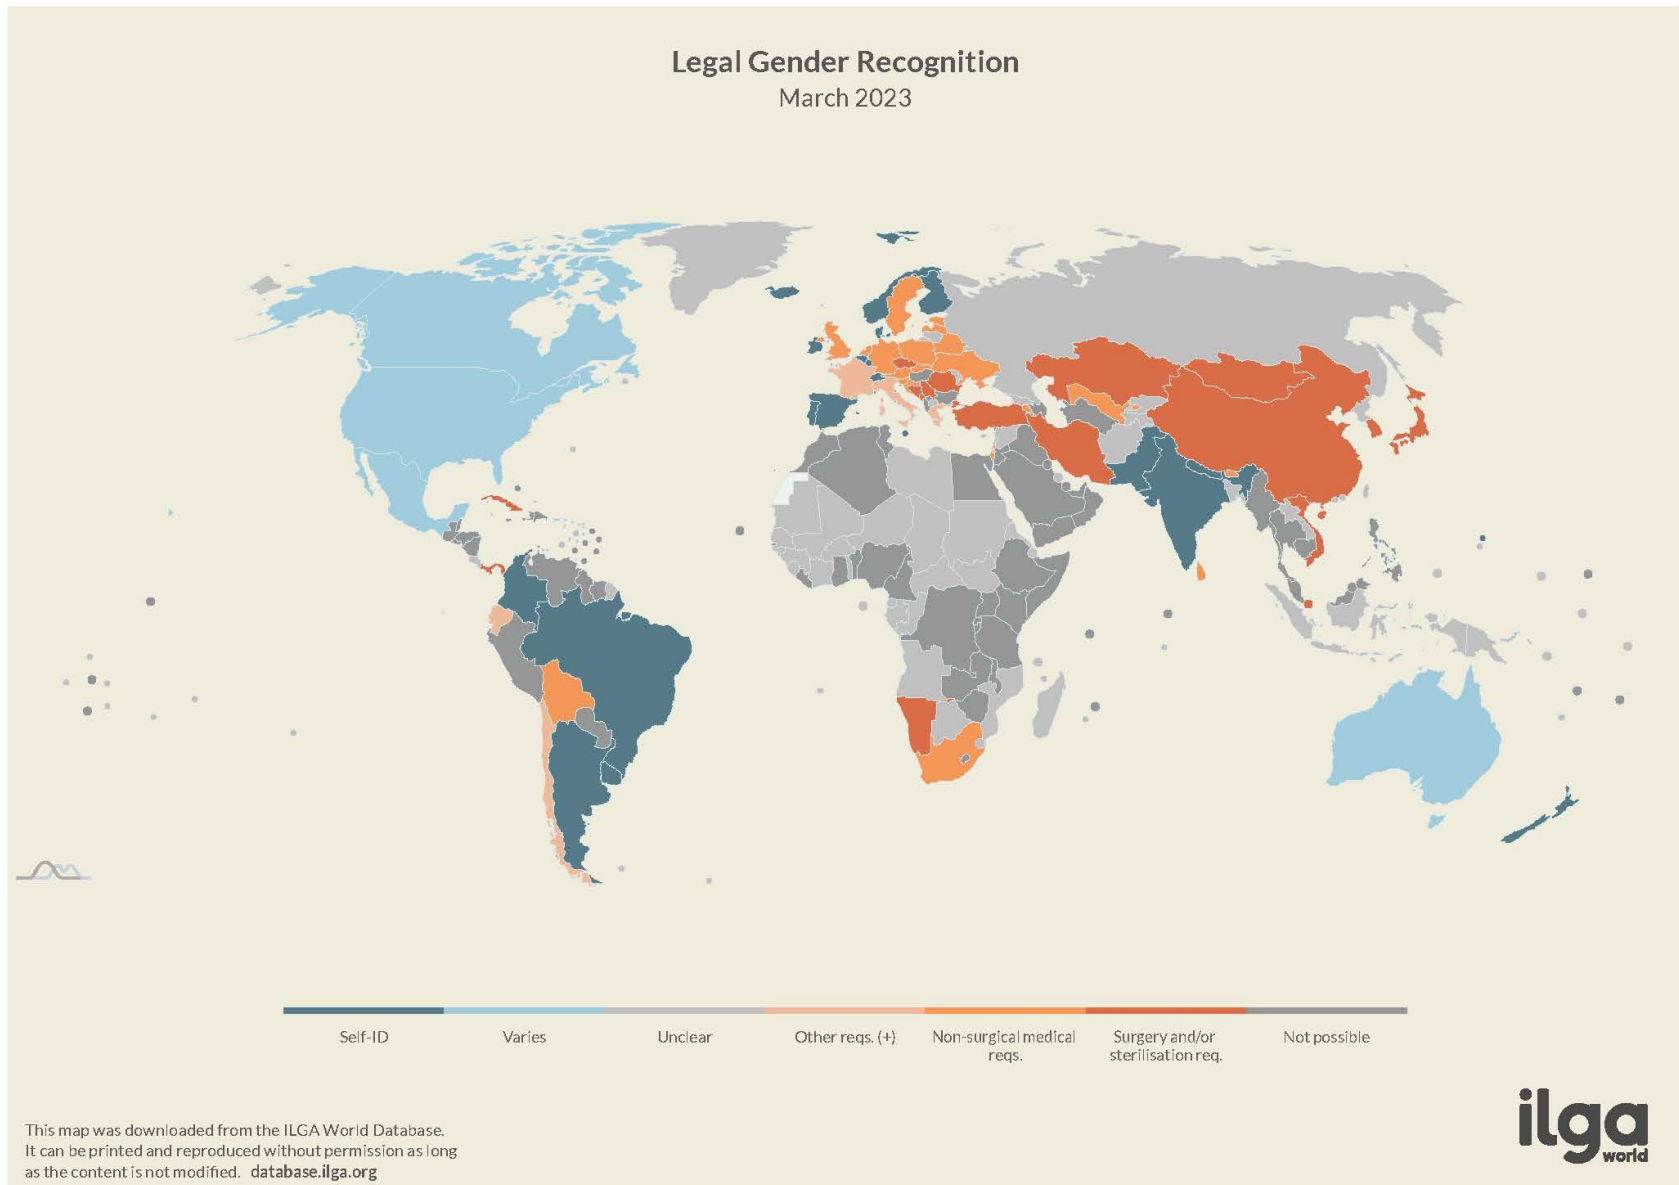 Legal Gender Recognition
March 2023
Self-ID
Varies
Unclear
Other reqs. (+)
Non-surgical medical
reqs.
Surgery and/or
sterilisation req.
Not possible
This map was downloaded from the ILGA World Database.
It can be printed and reproduced without permission as long
as the content is not modified. database.ilga.org
ilga
world